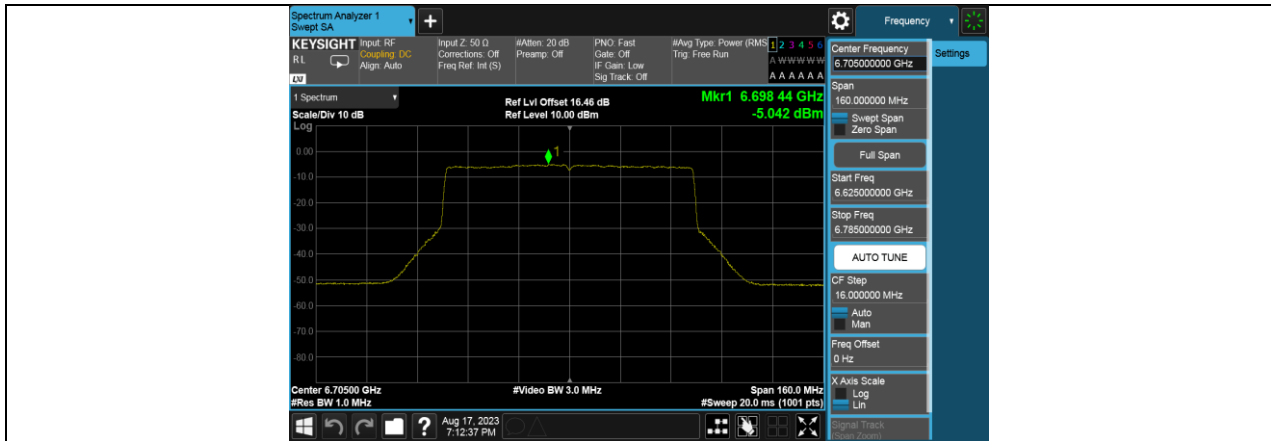 Spectrum Analyzer 1
Swept SA
Frequency
KEYSIGHT
RL
LXI
Input: RF
Coupling: DC
Align: Auto
Input Z: 50 Ω
Corrections: Off
Freq Ref: Int (S)
#Atten: 20 dB
Preamp: Off
PNO: Fast
Gate: Off
IF Gain: Low
Sig Track: Off
#Avg Type: Power (RMS
Trig: Free Run
1 2 3 4 5 6
A W W W W W
A A A A A A
1 Spectrum
Scale/Div 10 dB
Log
Ref Lvl Offset 16.46 dB
Ref Level 10.00 dBm
Mkr1 6.698 44 GHz
-5.042 dBm
1
0.00
-10.0
-20.0
-30.0
-40.0
-50.0
-60.0
-70.0
-80.0
Center 6.70500 GHz
#Res BW 1.0 MHz
#Video BW 3.0 MHz
Span 160.0 MHz
#Sweep 20.0 ms (1001 pts)
Aug 17, 2023
7:12:37 PM
Center Frequency
6.705000000 GHz
Settings
Span
160.000000 MHz
Swept Span
Zero Span
Full Span
Start Freq
6.625000000 GHz
Stop Freq
6.785000000 GHz
AUTO TUNE
CF Step
16.000000 MHz
Auto
Man
Freq Offset
0 Hz
X Axis Scale
Log
Lin
Signal Track
(Span Zoom)